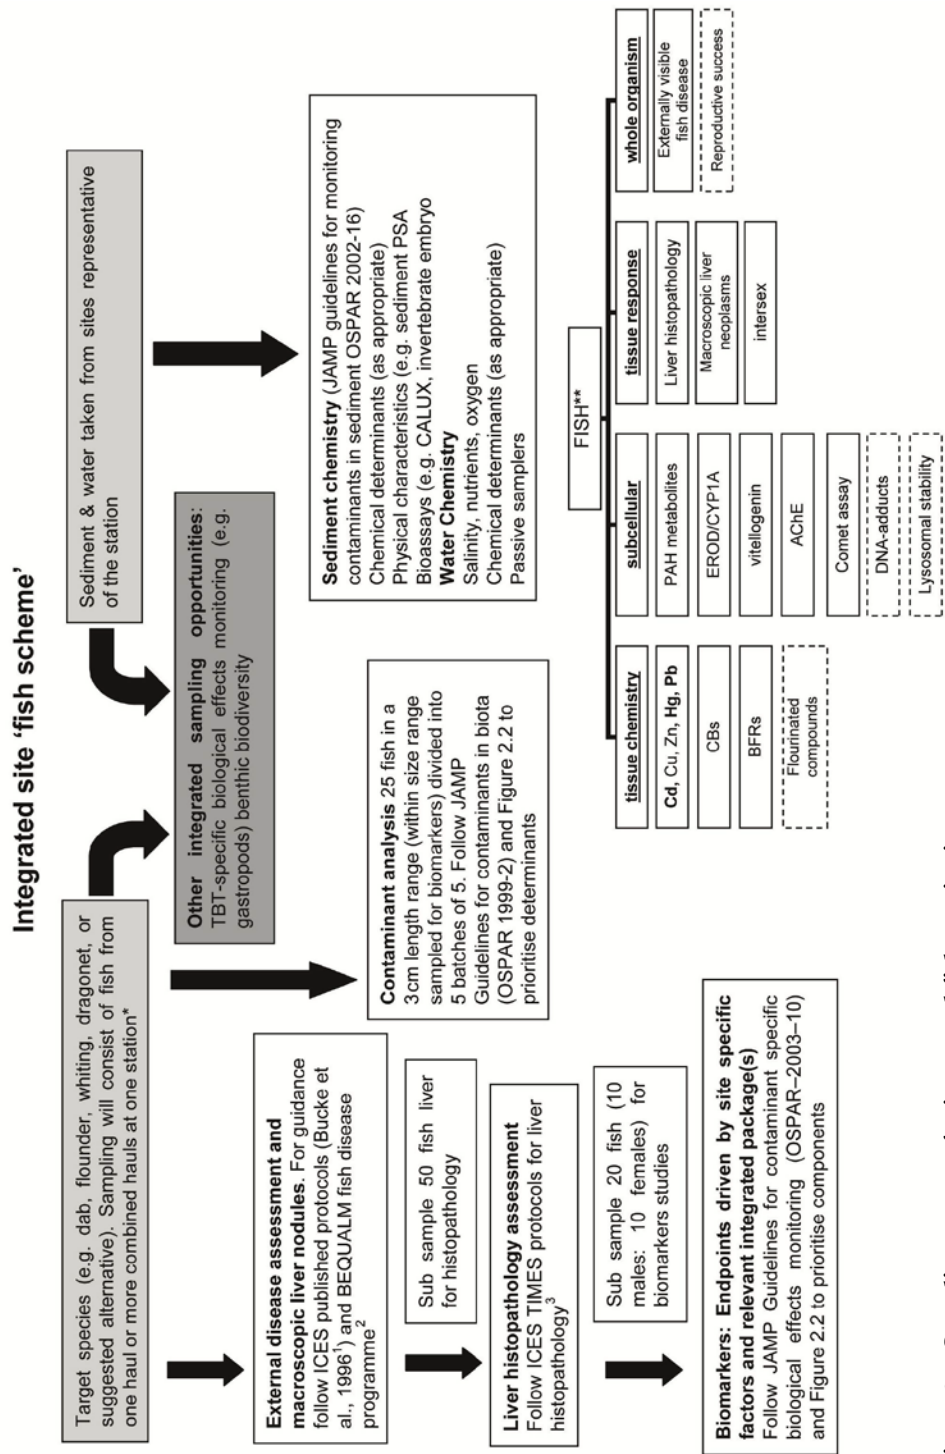 Integrated site ‘fish scheme’
Target species (e.g. dab, flounder, whiting, dragonet, or
suggested alternative). Sampling will consist of fish from
one haul or more combined hauls at one station*
Sediment & water taken from sites representative
of the station
Other integrated sampling opportunities:
TBT-specific biological effects monitoring (e.g.
gastropods) benthic biodiversity
External disease assessment and
macroscopic liver nodules. For guidance
follow ICES published protocols (Bucke et
al., 1996¹) and BEQUALM fish disease
programme²
Sub sample 50 fish liver
for histopathology
Liver histopathology assessment
Follow ICES TIMES protocols for liver
histopathology³
Sub sample 20 fish (10
males: 10 females) for
biomarkers studies
Biomarkers: Endpoints driven by site specific
factors and relevant integrated package(s)
Follow JAMP Guidelines for contaminant specific
biological effects monitoring (OSPAR–2003–10)
and Figure 2.2 to prioritise components
Contaminant analysis 25 fish in a
3cm length range (within size range
sampled for biomarkers) divided into
5 batches of 5. Follow JAMP
Guidelines for contaminants in biota
(OSPAR 1999-2) and Figure 2.2 to
prioritise determinants
Sediment chemistry (JAMP guidelines for monitoring
contaminants in sediment OSPAR 2002-16)
Chemical determinants (as appropriate)
Physical characteristics (e.g. sediment PSA
Bioassays (e.g. CALUX, invertebrate embryo
Water Chemistry
Salinity, nutrients, oxygen
Chemical determinants (as appropriate)
Passive samplers
FISH**
tissue chemistry
Cd, Cu, Zn, Hg, Pb
CBs
BFRs
Flourinated
compounds
subcellular
PAH metabolites
EROD/CYP1A
vitellogenin
AChE
Comet assay
DNA-adducts
Lysosomal stability
tissue response
Liver histopathology
Macroscopic liver
neoplasms
intersex
whole organism
Externally visible
fish disease
Reproductive success